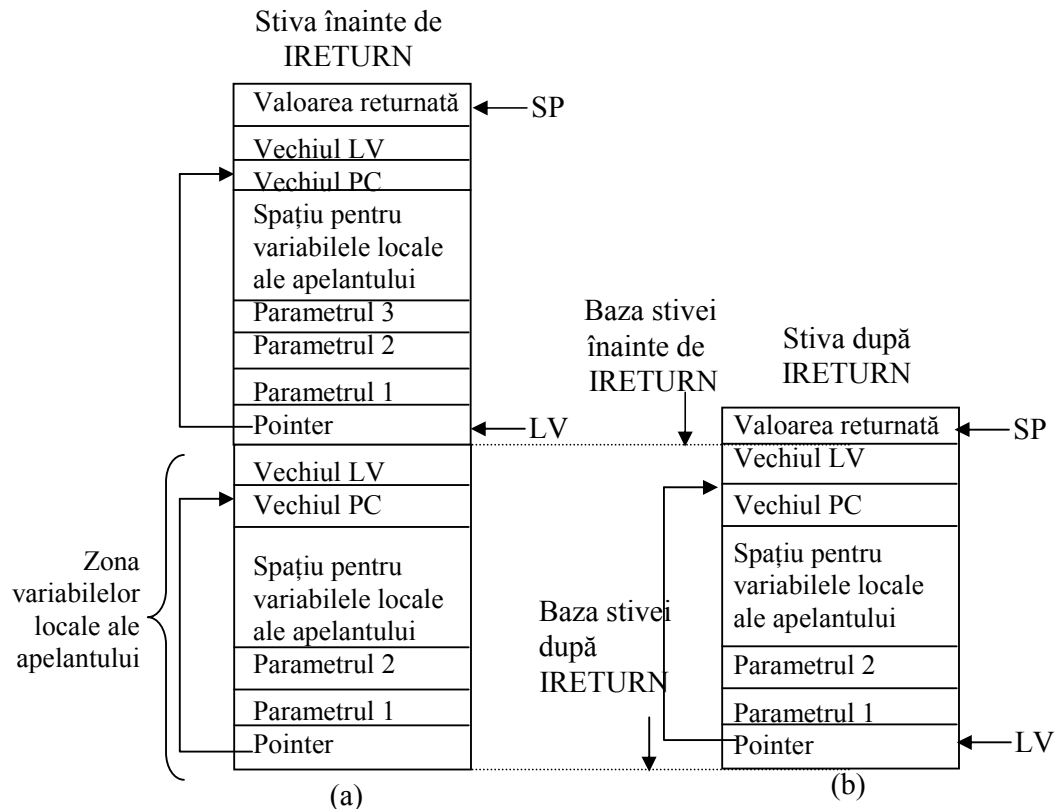 Stiva înainte de
IRETURN
Valoarea returnată
SP
Vechiul LV
Vechiul PC
Spațiu pentru
variabilele locale
ale apelantului
Parametrul 3
Parametrul 2
Parametrul 1
Pointer
LV
Vechiul LV
Vechiul PC
Spațiu pentru
variabilele locale
ale apelantului
Parametrul 2
Parametrul 1
Pointer
Zona
variabilelor
locale ale
apelantului
(a)
Baza stivei
înainte de
IRETURN
Baza stivei
după
IRETURN
Stiva după
IRETURN
Valoarea returnată
SP
Vechiul LV
Vechiul PC
Spațiu pentru
variabilele locale
ale apelantului
Parametrul 2
Parametrul 1
Pointer
LV
(b)